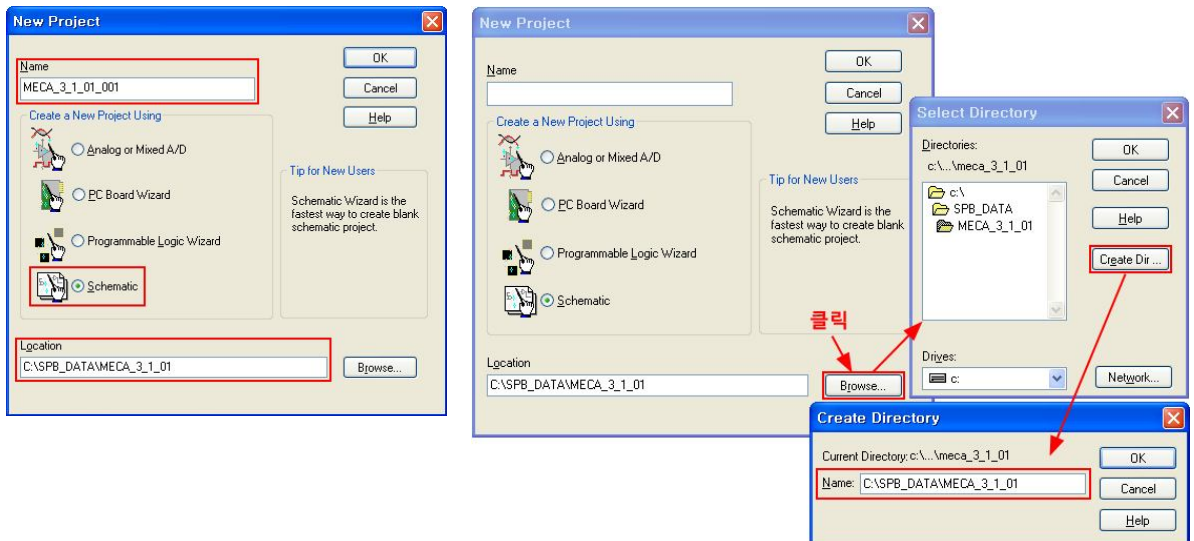 New Project
Name
OK
MECA_3_1_01_001
Cancel
Create a New Project Using
Help
Analog or Mixed A/D
PC Board Wizard
Programmable Logic Wizard
Schematic
Tip for New Users
Schematic Wizard is the
fastest way to create blank
schematic project.
Location
C:\SPB_DATA\MECA_3_1_01
Browse...
New Project
Name
OK
Cancel
Create a New Project Using
Help
Analog or Mixed A/D
PC Board Wizard
Programmable Logic Wizard
Schematic
Tip for New Users
Schematic Wizard is the
fastest way to create blank
schematic project.
클릭
Location
C:\SPB_DATA\MECA_3_1_01
Browse...
Select Directory
Directories:
c:\...\meca_3_1_01
OK
Cancel
c:\
SPB_DATA
MECA_3_1_01
Help
Create Dir ...
Drives:
c:
Network...
Create Directory
Current Directory: c:\...\meca_3_1_01
OK
Name: C:\SPB_DATA\MECA_3_1_01
Cancel
Help